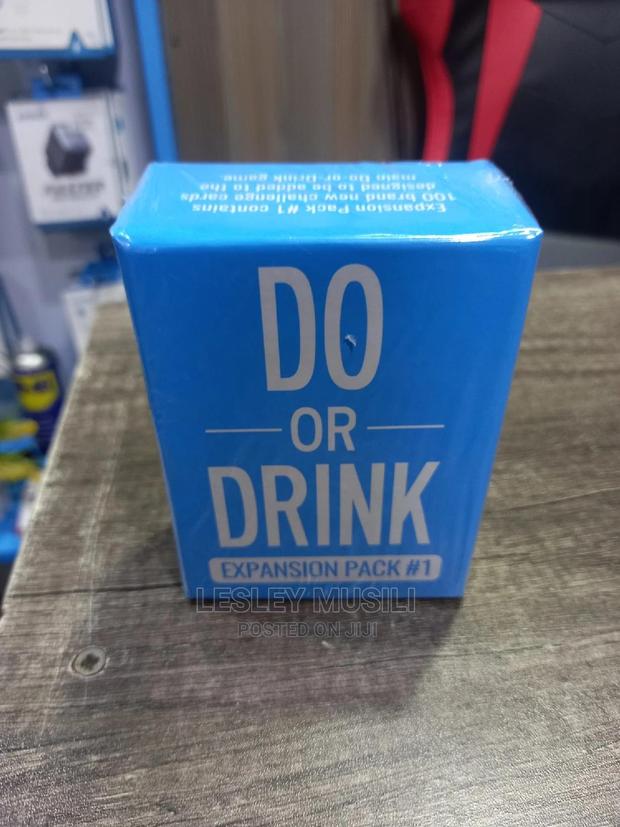 Expansion Pack #1 contains
100 brand new challenge cards
designed to be added to the
main Do-or-Drink game.
DO
OR
DRINK
EXPANSION PACK #1
LESLEY MUSILI
POSTED ON JIJI